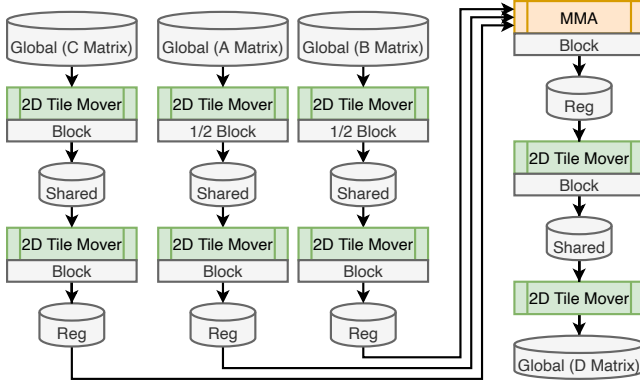 Global (C Matrix)
2D Tile Mover
Block
Shared
2D Tile Mover
Block
Reg
Global (A Matrix)
2D Tile Mover
1/2 Block
Shared
2D Tile Mover
Block
Reg
Global (B Matrix)
2D Tile Mover
1/2 Block
Shared
2D Tile Mover
Block
Reg
MMA
Block
Reg
2D Tile Mover
Block
Shared
2D Tile Mover
Global (D Matrix)